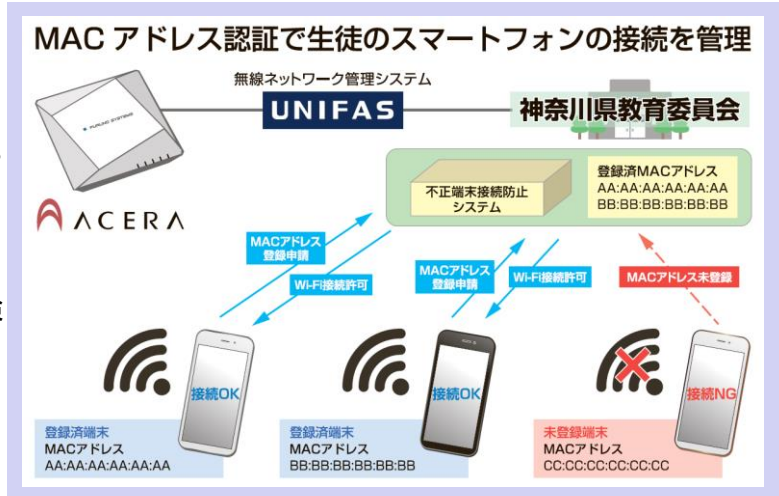 MAC アドレス認証で生徒のスマートフォンの接続を管理
無線ネットワーク管理システム
UNIFAS
神奈川県教育委員会
FURUNO SYSTEMS
ACERA
不正端末接続防止
システム
登録済MACアドレス
AA:AA:AA:AA:AA:AA
BB:BB:BB:BB:BB:BB
MACアドレス
登録申請
Wi-Fi接続許可
MACアドレス
登録申請
Wi-Fi接続許可
MACアドレス未登録
接続OK
接続OK
接続NG
登録済端末
MACアドレス
AA:AA:AA:AA:AA:AA
登録済端末
MACアドレス
BB:BB:BB:BB:BB:BB
未登録端末
MACアドレス
CC:CC:CC:CC:CC:CC